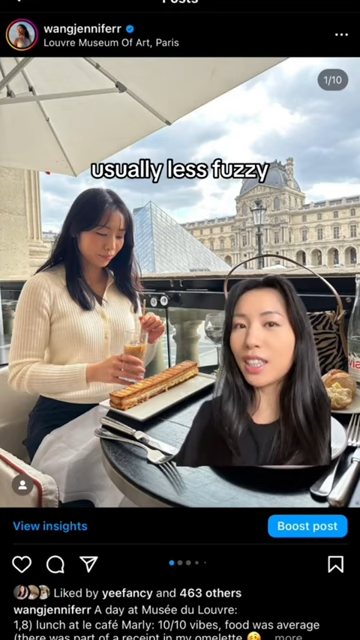 Posts
wangjenniferr
Louvre Museum Of Art, Paris
1/10
usually less fuzzy
View insights
Boost post
Liked by yeefancy and 463 others
wangjenniferr A day at Musée du Louvre:
1,8) lunch at le café Marly: 10/10 vibes, food was average
(there was part of a receipt in my omelette 🥲 ... more